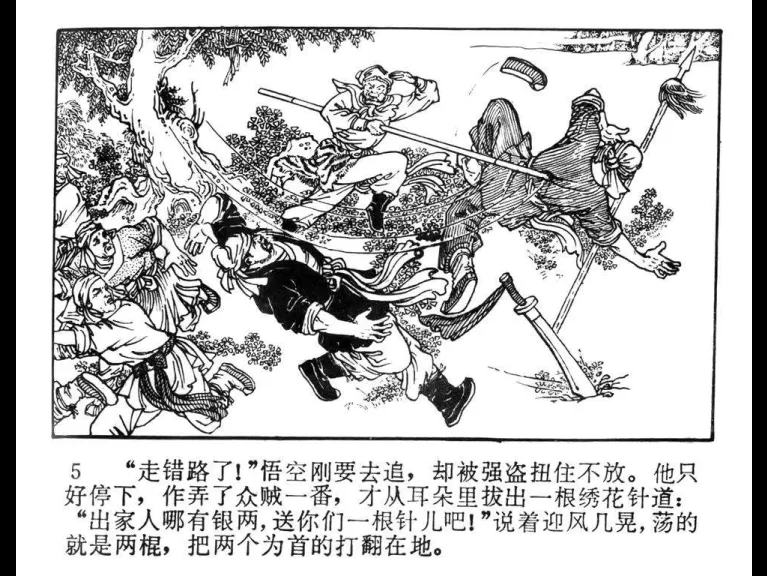 5 “走错路了!”悟空刚要去追，却被强盗扭住不放。他只
好停下，作弄了众贼一番，才从耳朵里拔出一根绣花针道：
“出家人哪有银两,送你们一根针儿吧!”说着迎风几晃,荡的
就是两棍，把两个为首的打翻在地。